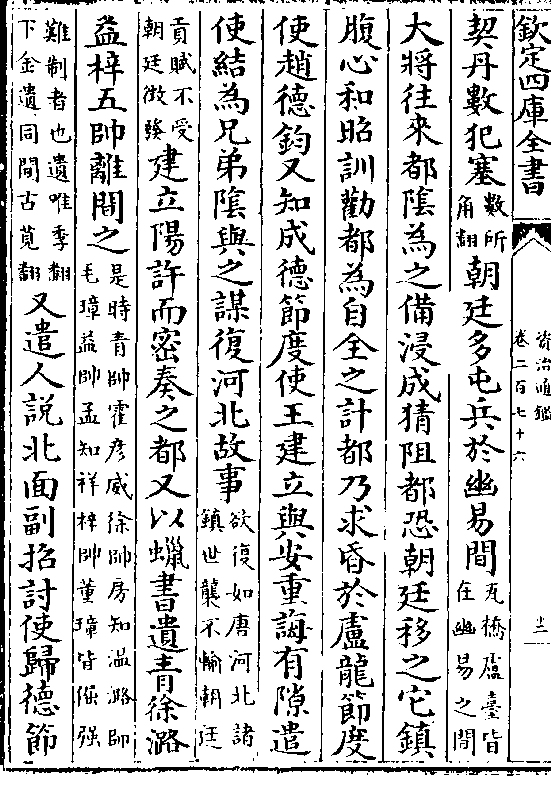 欽定四庫全書
資治通鑑
卷二百七十六
契丹數犯塞數所角翻朝廷多屯兵於幽易間瓦橋盧臺皆在幽易之間
大將往來都陰為之備浸成猜阻都恐朝廷移之它鎮
腹心和昭訓勸都為自全之計都乃求昏於盧龍節度
使趙德鈞又知成德節度使王建立與安重誨有隙遣
使結為兄弟陰與之謀復河北故事欲復如唐河北諸鎮世襲不輸朝廷
貢賦不受朝廷徵發建立陽許而密奏之都又以蠟書遺青徐潞
益梓五帥離間之是時青帥霍彦威徐帥房知温潞帥毛璋益帥孟知祥梓帥董璋皆倔强
難制者也遺唯季翻下金遺同間古莧翻又遣人說北面副招討使歸德節